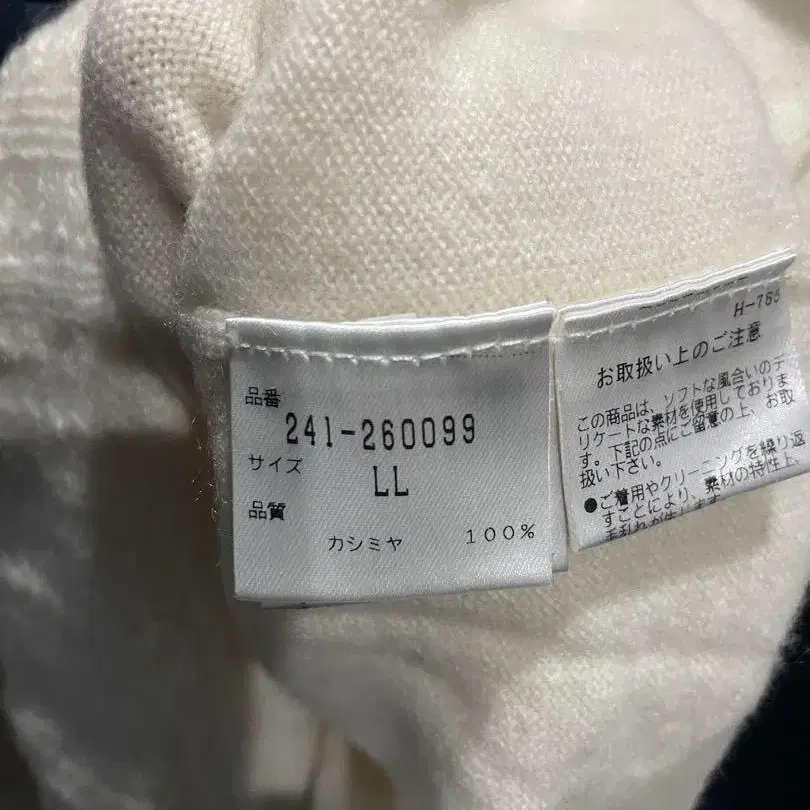 品番
241-260099
サイズ
LL
品質
カシミヤ 100%
H-765
お取扱い上のご注意
この商品は、ソフトな風合いのデ
リケートな素材を使用しておりま
す。下記の点にご留意の上、お取
扱い下さい。
●ご着用やクリーニングを繰り返
すことにより、素材の特性上、